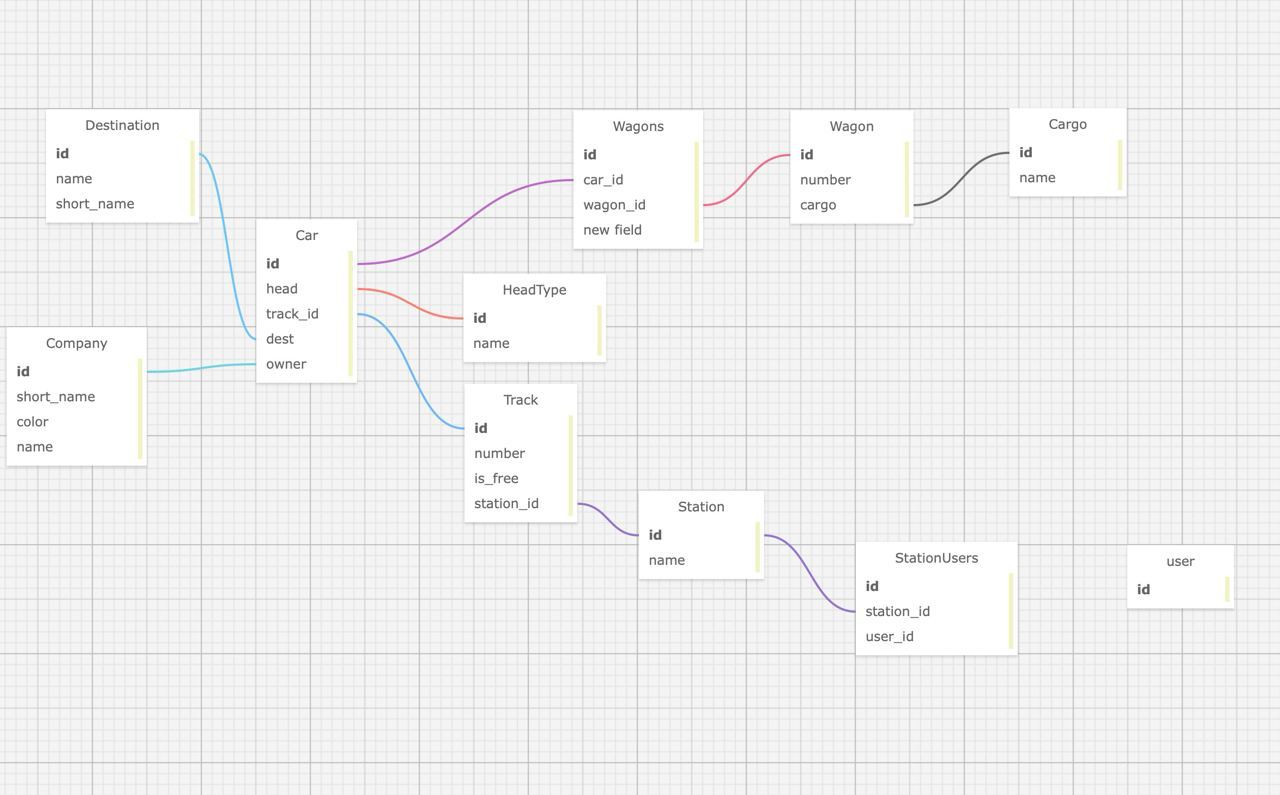 Destination
id
name
short_name
Car
id
head
track_id
dest
owner
Company
id
short_name
color
name
Wagons
id
car_id
wagon_id
new field
Wagon
id
number
cargo
Cargo
id
name
HeadType
id
name
Track
id
number
is_free
station_id
Station
id
name
StationUsers
id
station_id
user_id
user
id